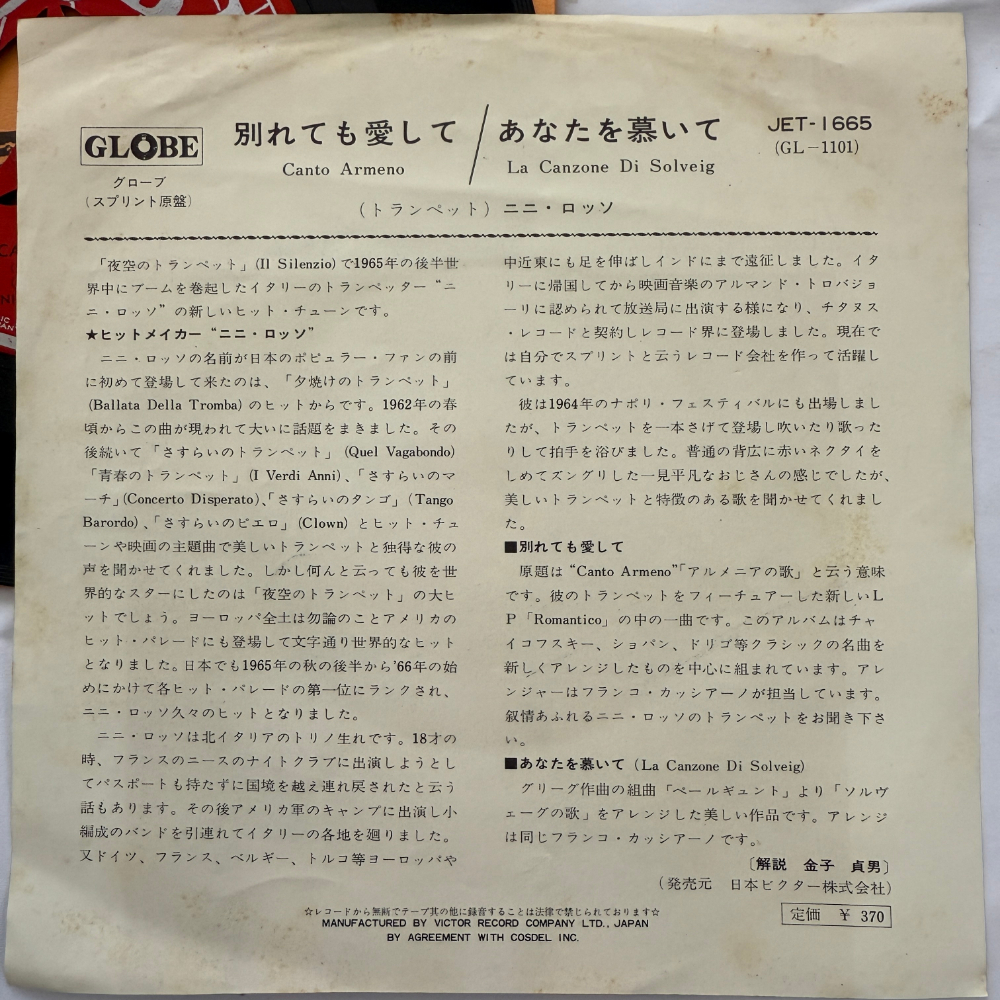 GLOBE
グローブ
(スプリント原盤)
別れても愛して / あなたを慕いて
Canto Armeno
La Canzone Di Solveig
JET-1665
(GL-1101)
(トランペット) ニニ・ロッソ
「夜空のトランペット」(Il Silenzio)で1965年の後半世
界中にブームを巻起したイタリーのトランペッター“ニ
ニ・ロッソ”の新しいヒット・チューンです。
★ヒットメイカー“ニニ・ロッソ”
ニニ・ロッソの名前が日本のポピュラー・ファンの前
に初めて登場して来たのは、「夕焼けのトランペット」
(Ballata Della Tromba) のヒットからです。1962年の春
頃からこの曲が現われて大いに話題をまきました。その
後続いて「さすらいのトランペット」(Quel Vagabondo)
「青春のトランペット」(I Verdi Anni)、「さすらいのマ
ーチ」(Concerto Disperato)、「さすらいのタンゴ」(Tango
Barordo)、「さすらいのピエロ」(Clown) とヒット・チュ
ーンや映画の主題曲で美しいトランペットと独得な彼の
声を聞かせてくれました。しかし何んと云っても彼を世
界的なスターにしたのは「夜空のトランペット」の大ヒ
ットでしょう。ヨーロッパ全土は勿論のことアメリカの
ヒット・パレードにも登場して文字通り世界的なヒット
となりました。日本でも1965年の秋の後半から'66年の始
めにかけて各ヒット・パレードの第一位にランクされ、
ニニ・ロッソ久々のヒットとなりました。
ニニ・ロッソは北イタリアのトリノ生れです。18才の
時、フランスのニースのナイトクラブに出演しようとし
てパスポートも持たずに国境を越え連れ戻されたと云う
話もあります。その後アメリカ軍のキャンプに出演し小
編成のバンドを引連れてイタリーの各地を廻りました。
又ドイツ、フランス、ベルギー、トルコ等ヨーロッパや
中近東にも足を伸ばしインドにまで遠征しました。イタ
リーに帰国してから映画音楽のアルマンド・トロバジョ
ーリに認められて放送局に出演する様になり、チタヌス
・レコードと契約しレコード界に登場しました。現在で
は自分でスプリントと云うレコード会社を作って活躍し
ています。
彼は1964年のナポリ・フェスティバルにも出場しまし
たが、トランペットを一本さげて登場し吹いたり歌った
りして拍手を浴びました。普通の背広に赤いネクタイを
しめてズングリした一見平凡なおじさんの感じでしたが、
美しいトランペットと特徴のある歌を聞かせてくれまし
た。
■別れても愛して
原題は“Canto Armeno”「アルメニアの歌」と云う意味
です。彼のトランペットをフィーチュアーした新しいL
P「Romantico」の中の一曲です。このアルバムはチャ
イコフスキー、ショパン、ドリゴ等クラシックの名曲を
新しくアレンジしたものを中心に組まれています。アレ
ンジャーはフランコ・カッシアーノが担当しています。
叙情あふれるニニ・ロッソのトランペットをお聞き下さ
い。
■あなたを慕いて (La Canzone Di Solveig)
グリーグ作曲の組曲「ペールギュント」より「ソルヴ
ェーグの歌」をアレンジした美しい作品です。アレンジ
は同じフランコ・カッシアーノです。
〔解説 金子 貞男〕
(発売元 日本ビクター株式会社)
定価 ¥ 370
☆レコードから無断でテープ其の他に録音することは法律で禁じられております☆
MANUFACTURED BY VICTOR RECORD COMPANY LTD., JAPAN
BY AGREEMENT WITH COSDEL INC.